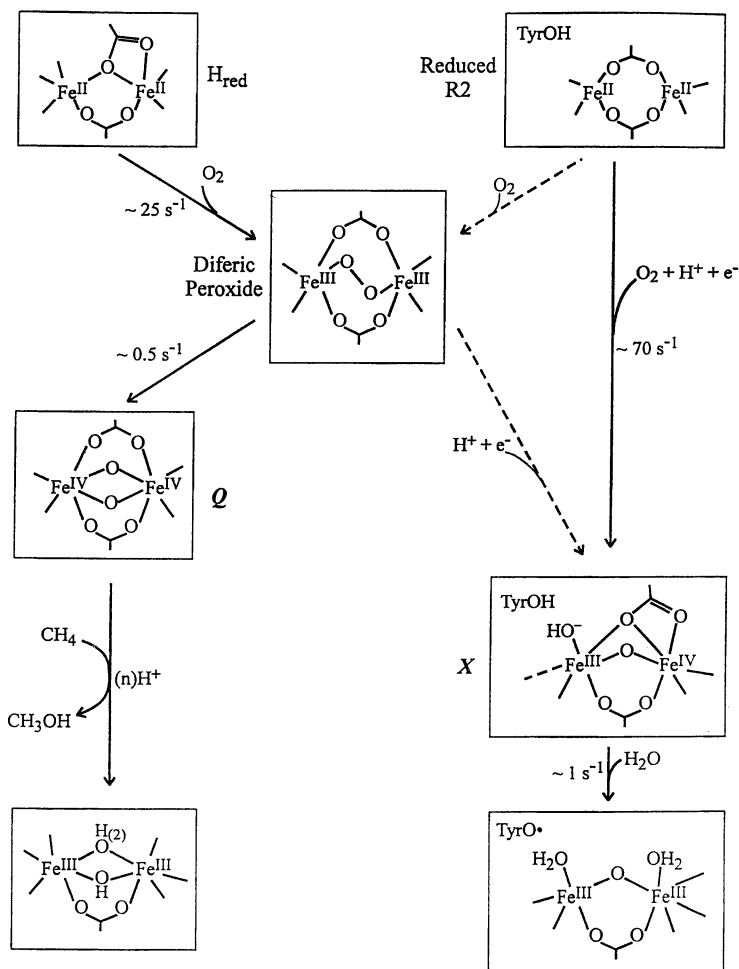 O
O
Fe^II Fe^II
O O
H_red
Reduced
R2
TyrOH
O O
Fe^II Fe^II
O O
O2
~ 25 s^-1
O2
Diferic
Peroxide
O O
O
Fe^III Fe^III
O
O O
O2 + H+ + e-
~ 70 s^-1
~ 0.5 s^-1
O O
O
Fe^IV Fe^IV
O
O O
Q
H+ + e-
CH4
(n)H+
CH3OH
X
TyrOH
HO-
O O
O
Fe^III Fe^IV
O O
~ 1 s^-1
H2O
H(2)
O
Fe^III Fe^III
O
H
O O
TyrO•
H2O OH2
O
Fe^III Fe^III
O O